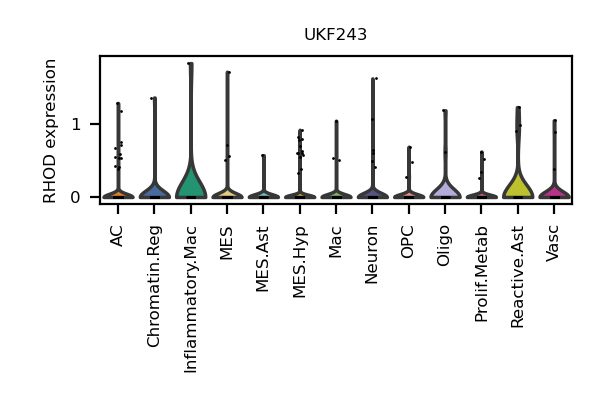 UKF243
RHOD expression
1
0
AC
Chromatin.Reg
Inflammatory.Mac
MES
MES.Ast
MES.Hyp
Mac
Neuron
OPC
Oligo
Prolif.Metab
Reactive.Ast
Vasc